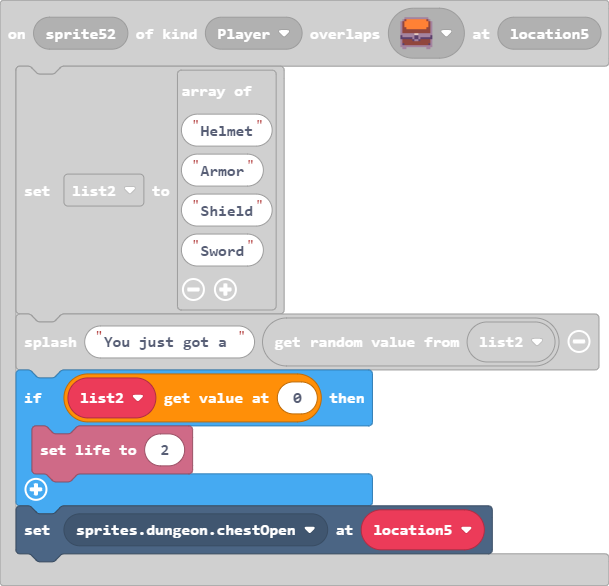 on sprite52 of kind Player overlaps at location5
array of
"Helmet"
"Armor"
set list2 to
"Shield"
"Sword"
splash "You just got a " get random value from list2
if list2 get value at 0 then
set life to 2
set sprites.dungeon.chestOpen at location5